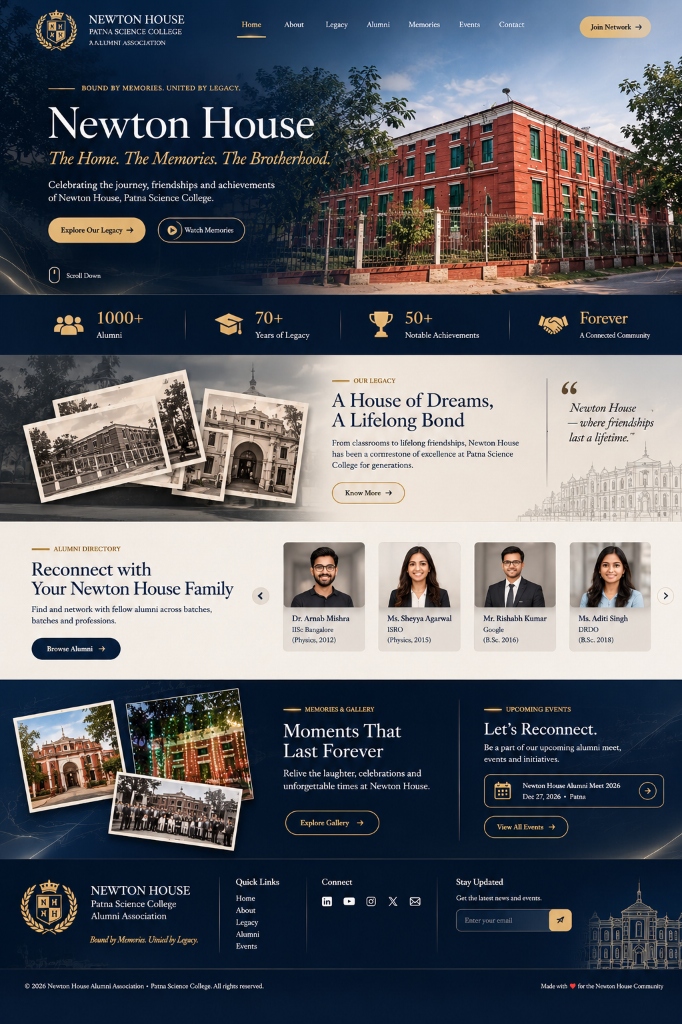 NEWTON HOUSE
PATNA SCIENCE COLLEGE
ALUMNI ASSOCIATION
Home
About
Legacy
Alumni
Memories
Events
Contact
Join Network →
BOUND BY MEMORIES. UNITED BY LEGACY.
Newton House
The Home. The Memories. The Brotherhood.
Celebrating the journey, friendships and achievements
of Newton House, Patna Science College.
Explore Our Legacy →
Watch Memories
Scroll Down
1000+
Alumni
70+
Years of Legacy
50+
Notable Achievements
Forever
A Connected Community
OUR LEGACY
A House of Dreams,
A Lifelong Bond
From classrooms to lifelong friendships, Newton House
has been a cornrestone of excellence at Patna Science
College for generations.
Know More →
“
Newton House
— where friendships
last a lifetime.”
ALUMNI DIRECTORY
Reconnect with
Your Newton House Family
Find and network with fellow alumni across batches,
batches and professions.
Browse Alumni →
Dr. Arnab Mishra
IISc Bangalore
(Physics, 2012)
Ms. Sheyya Agarwal
ISRO
(Physics, 2015)
Mr. Rishabh Kumar
Google
(B.Sc. 2016)
Ms. Aditi Singh
DRDO
(B.Sc. 2018)
MEMORIES & GALLERY
Moments That
Last Forever
Relive the laughter, celebrations and
unforgettable times at Newton House.
Explore Gallery →
UPCOMING EVENTS
Let’s Reconnect.
Be a part of our upcoming alumni meet,
events and initiatives.
Newton House Alumni Meet 2026
Dec 27, 2026 • Patna
View All Events →
NEWTON HOUSE
Patna Science College
Alumni Association
Bound by Memories. United by Legacy.
Quick Links
Home
About
Legacy
Alumni
Events
Connect
Stay Updated
Get the latest news and events.
Enter your email
© 2026 Newton House Alumni Association • Patna Science College. All rights reserved.
Made with ❤ for the Newton House Community